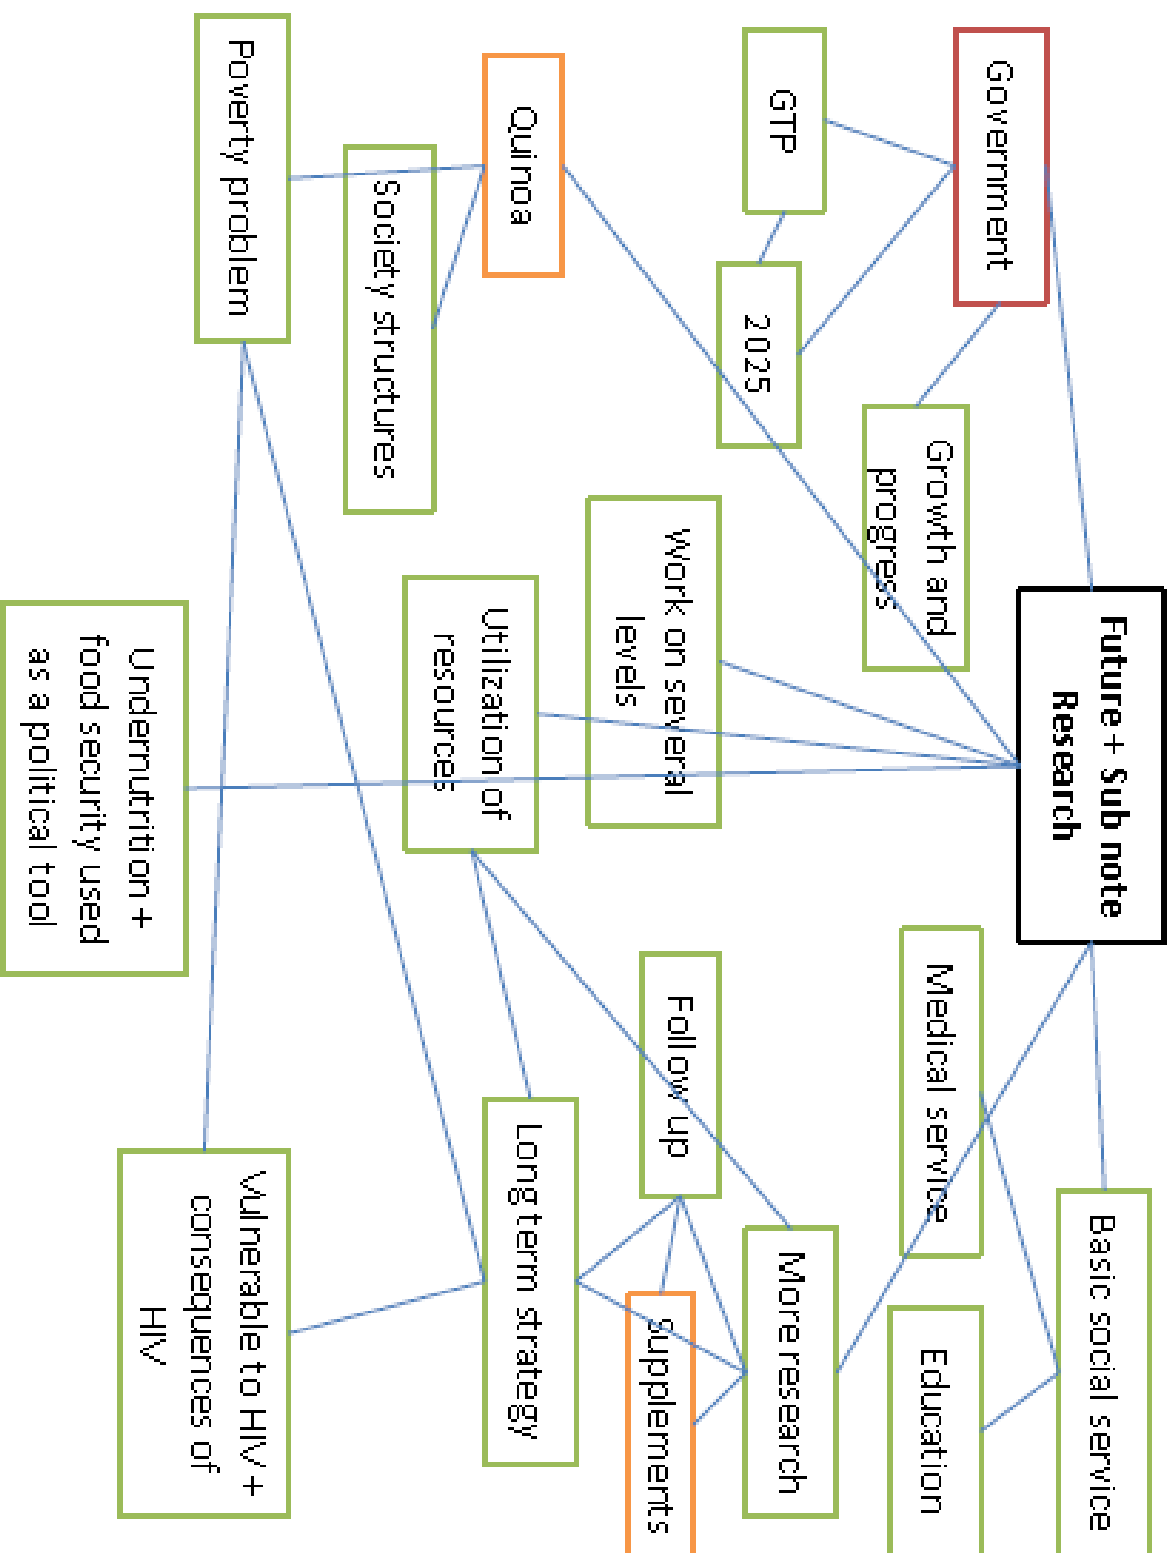 Future + Sub note
Research
Government
Basic social service
Growth and
progress
Medical service
Education
GTP
2025
More research
Work on several
levels
Follow up
Supplements
Quinoa
Utilization of
resources
Long term strategy
Society structures
Poverty problem
Vulnerable to HIV +
consequences of
HIV
Undernutrition +
food security used
as a political tool